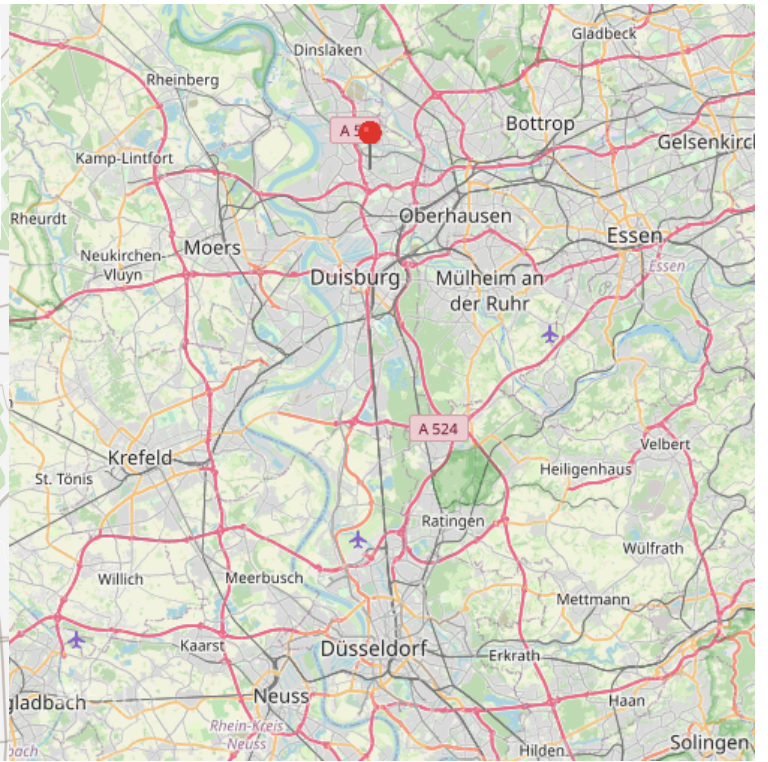 Gladbeck
Dinslaken
Rheinberg
A 5
Bottrop
Gelsenkircl
Kamp-Lintfort
Rheurdt
Oberhausen
Essen
Moers
Neukirchen-
Vluyn
Essen
Duisburg
Mülheim an
der Ruhr
A 524
Velbert
Krefeld
Heiligenhaus
St. Tönis
Ratingen
Wülfrath
Willich
Meerbusch
Mettmann
Kaarst
Düsseldorf
Erkrath
Neuss
Haan
gladbach
Rhein-Kreis
Neuss
Solingen
bach
Hilden